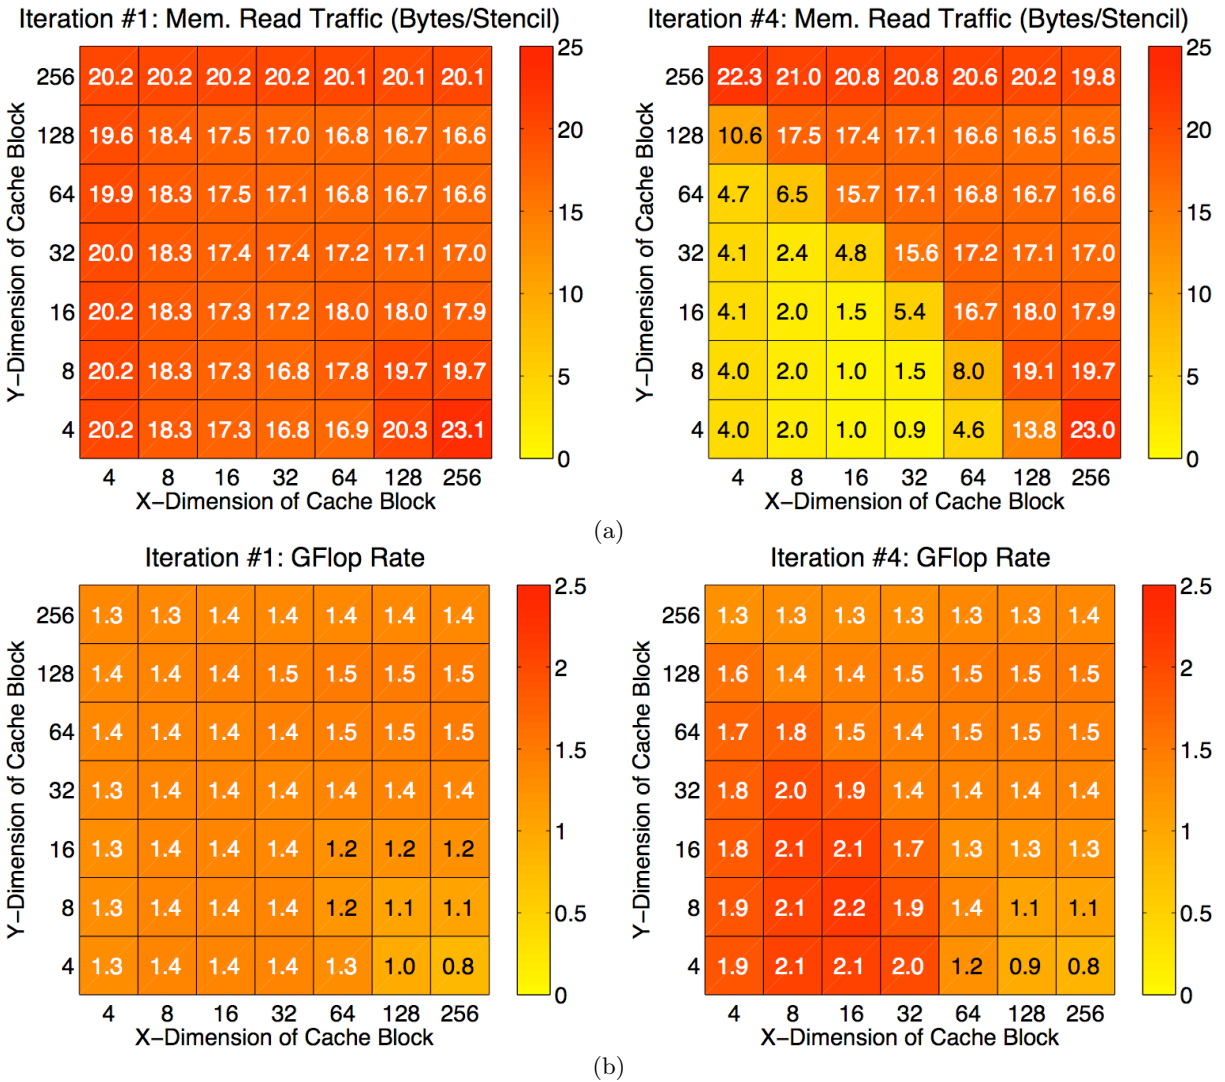 Iteration #1: Mem. Read Traffic (Bytes/Stencil)
Y−Dimension of Cache Block
256 20.2 20.2 20.2 20.2 20.1 20.1 20.1
128 19.6 18.4 17.5 17.0 16.8 16.7 16.6
64 19.9 18.3 17.5 17.1 16.8 16.7 16.6
32 20.0 18.3 17.4 17.4 17.2 17.1 17.0
16 20.2 18.3 17.3 17.2 18.0 18.0 17.9
8 20.2 18.3 17.3 16.8 17.8 19.7 19.7
4 20.2 18.3 17.3 16.8 16.9 20.3 23.1
4 8 16 32 64 128 256
X−Dimension of Cache Block
25
20
15
10
5
0
Iteration #4: Mem. Read Traffic (Bytes/Stencil)
Y−Dimension of Cache Block
256 22.3 21.0 20.8 20.8 20.6 20.2 19.8
128 10.6 17.5 17.4 17.1 16.6 16.5 16.5
64 4.7 6.5 15.7 17.1 16.8 16.7 16.6
32 4.1 2.4 4.8 15.6 17.2 17.1 17.0
16 4.1 2.0 1.5 5.4 16.7 18.0 17.9
8 4.0 2.0 1.0 1.5 8.0 19.1 19.7
4 4.0 2.0 1.0 0.9 4.6 13.8 23.0
4 8 16 32 64 128 256
X−Dimension of Cache Block
25
20
15
10
5
0
(a)
Iteration #1: GFlop Rate
Y−Dimension of Cache Block
256 1.3 1.3 1.4 1.4 1.4 1.4 1.4
128 1.4 1.4 1.4 1.5 1.5 1.5 1.5
64 1.4 1.4 1.4 1.4 1.5 1.5 1.5
32 1.3 1.4 1.4 1.4 1.4 1.4 1.4
16 1.3 1.4 1.4 1.4 1.2 1.2 1.2
8 1.3 1.4 1.4 1.4 1.2 1.1 1.1
4 1.3 1.4 1.4 1.4 1.3 1.0 0.8
4 8 16 32 64 128 256
X−Dimension of Cache Block
2.5
2
1.5
1
0.5
0
Iteration #4: GFlop Rate
Y−Dimension of Cache Block
256 1.3 1.3 1.3 1.3 1.3 1.3 1.4
128 1.6 1.4 1.4 1.5 1.5 1.5 1.5
64 1.7 1.8 1.5 1.4 1.5 1.5 1.5
32 1.8 2.0 1.9 1.4 1.4 1.4 1.4
16 1.8 2.1 2.1 1.7 1.3 1.3 1.3
8 1.9 2.1 2.2 1.9 1.4 1.1 1.1
4 1.9 2.1 2.1 2.0 1.2 0.9 0.8
4 8 16 32 64 128 256
X−Dimension of Cache Block
2.5
2
1.5
1
0.5
0
(b)